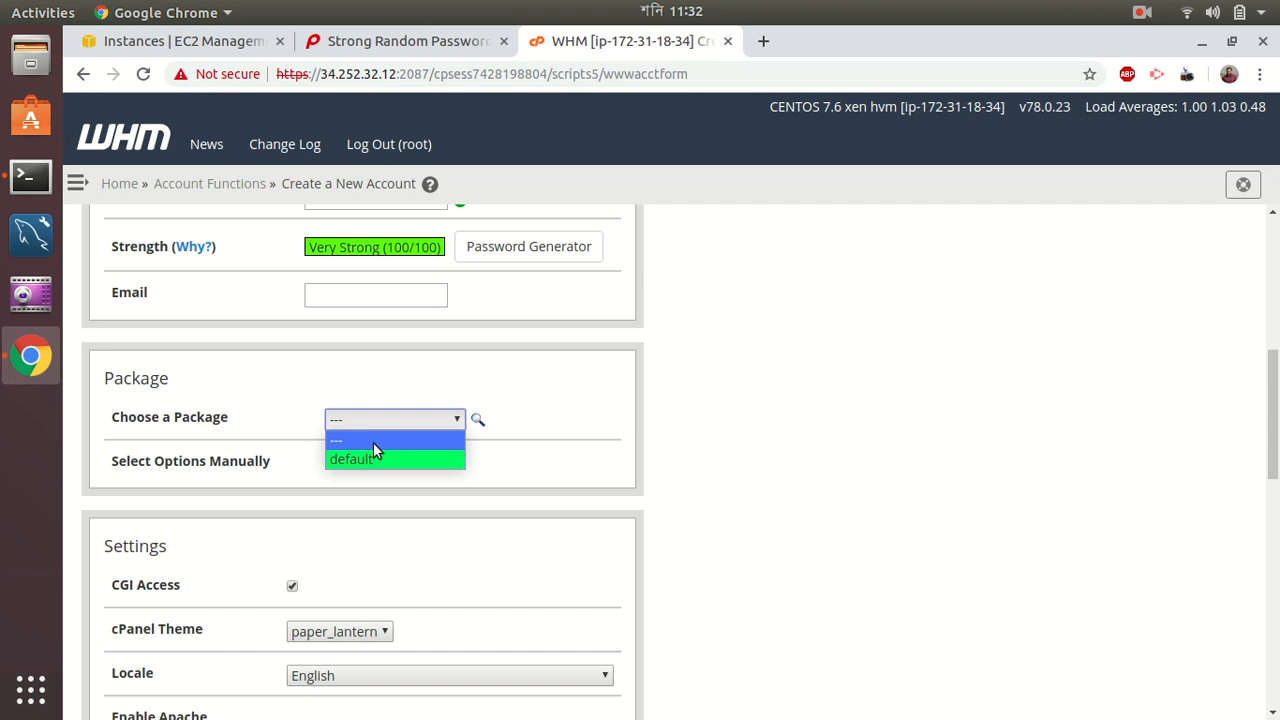 Activities
Google Chrome
শনি 11:32
Instances | EC2 Managem
Strong Random Password
WHM [ip-172-31-18-34] Cre
Not secure
https://34.252.32.12:2087/cpsess7428198804/scripts5/wwwacctform
ABP
CENTOS 7.6 xen hvm [ip-172-31-18-34] v78.0.23 Load Averages: 1.00 1.03 0.48
WHM
News
Change Log
Log Out (root)
Home » Account Functions » Create a New Account
Strength (Why?)
Very Strong (100/100)
Password Generator
Email
Package
Choose a Package
---
---
default
Select Options Manually
Settings
CGI Access
cPanel Theme
paper_lantern
Locale
English
Enable Apache